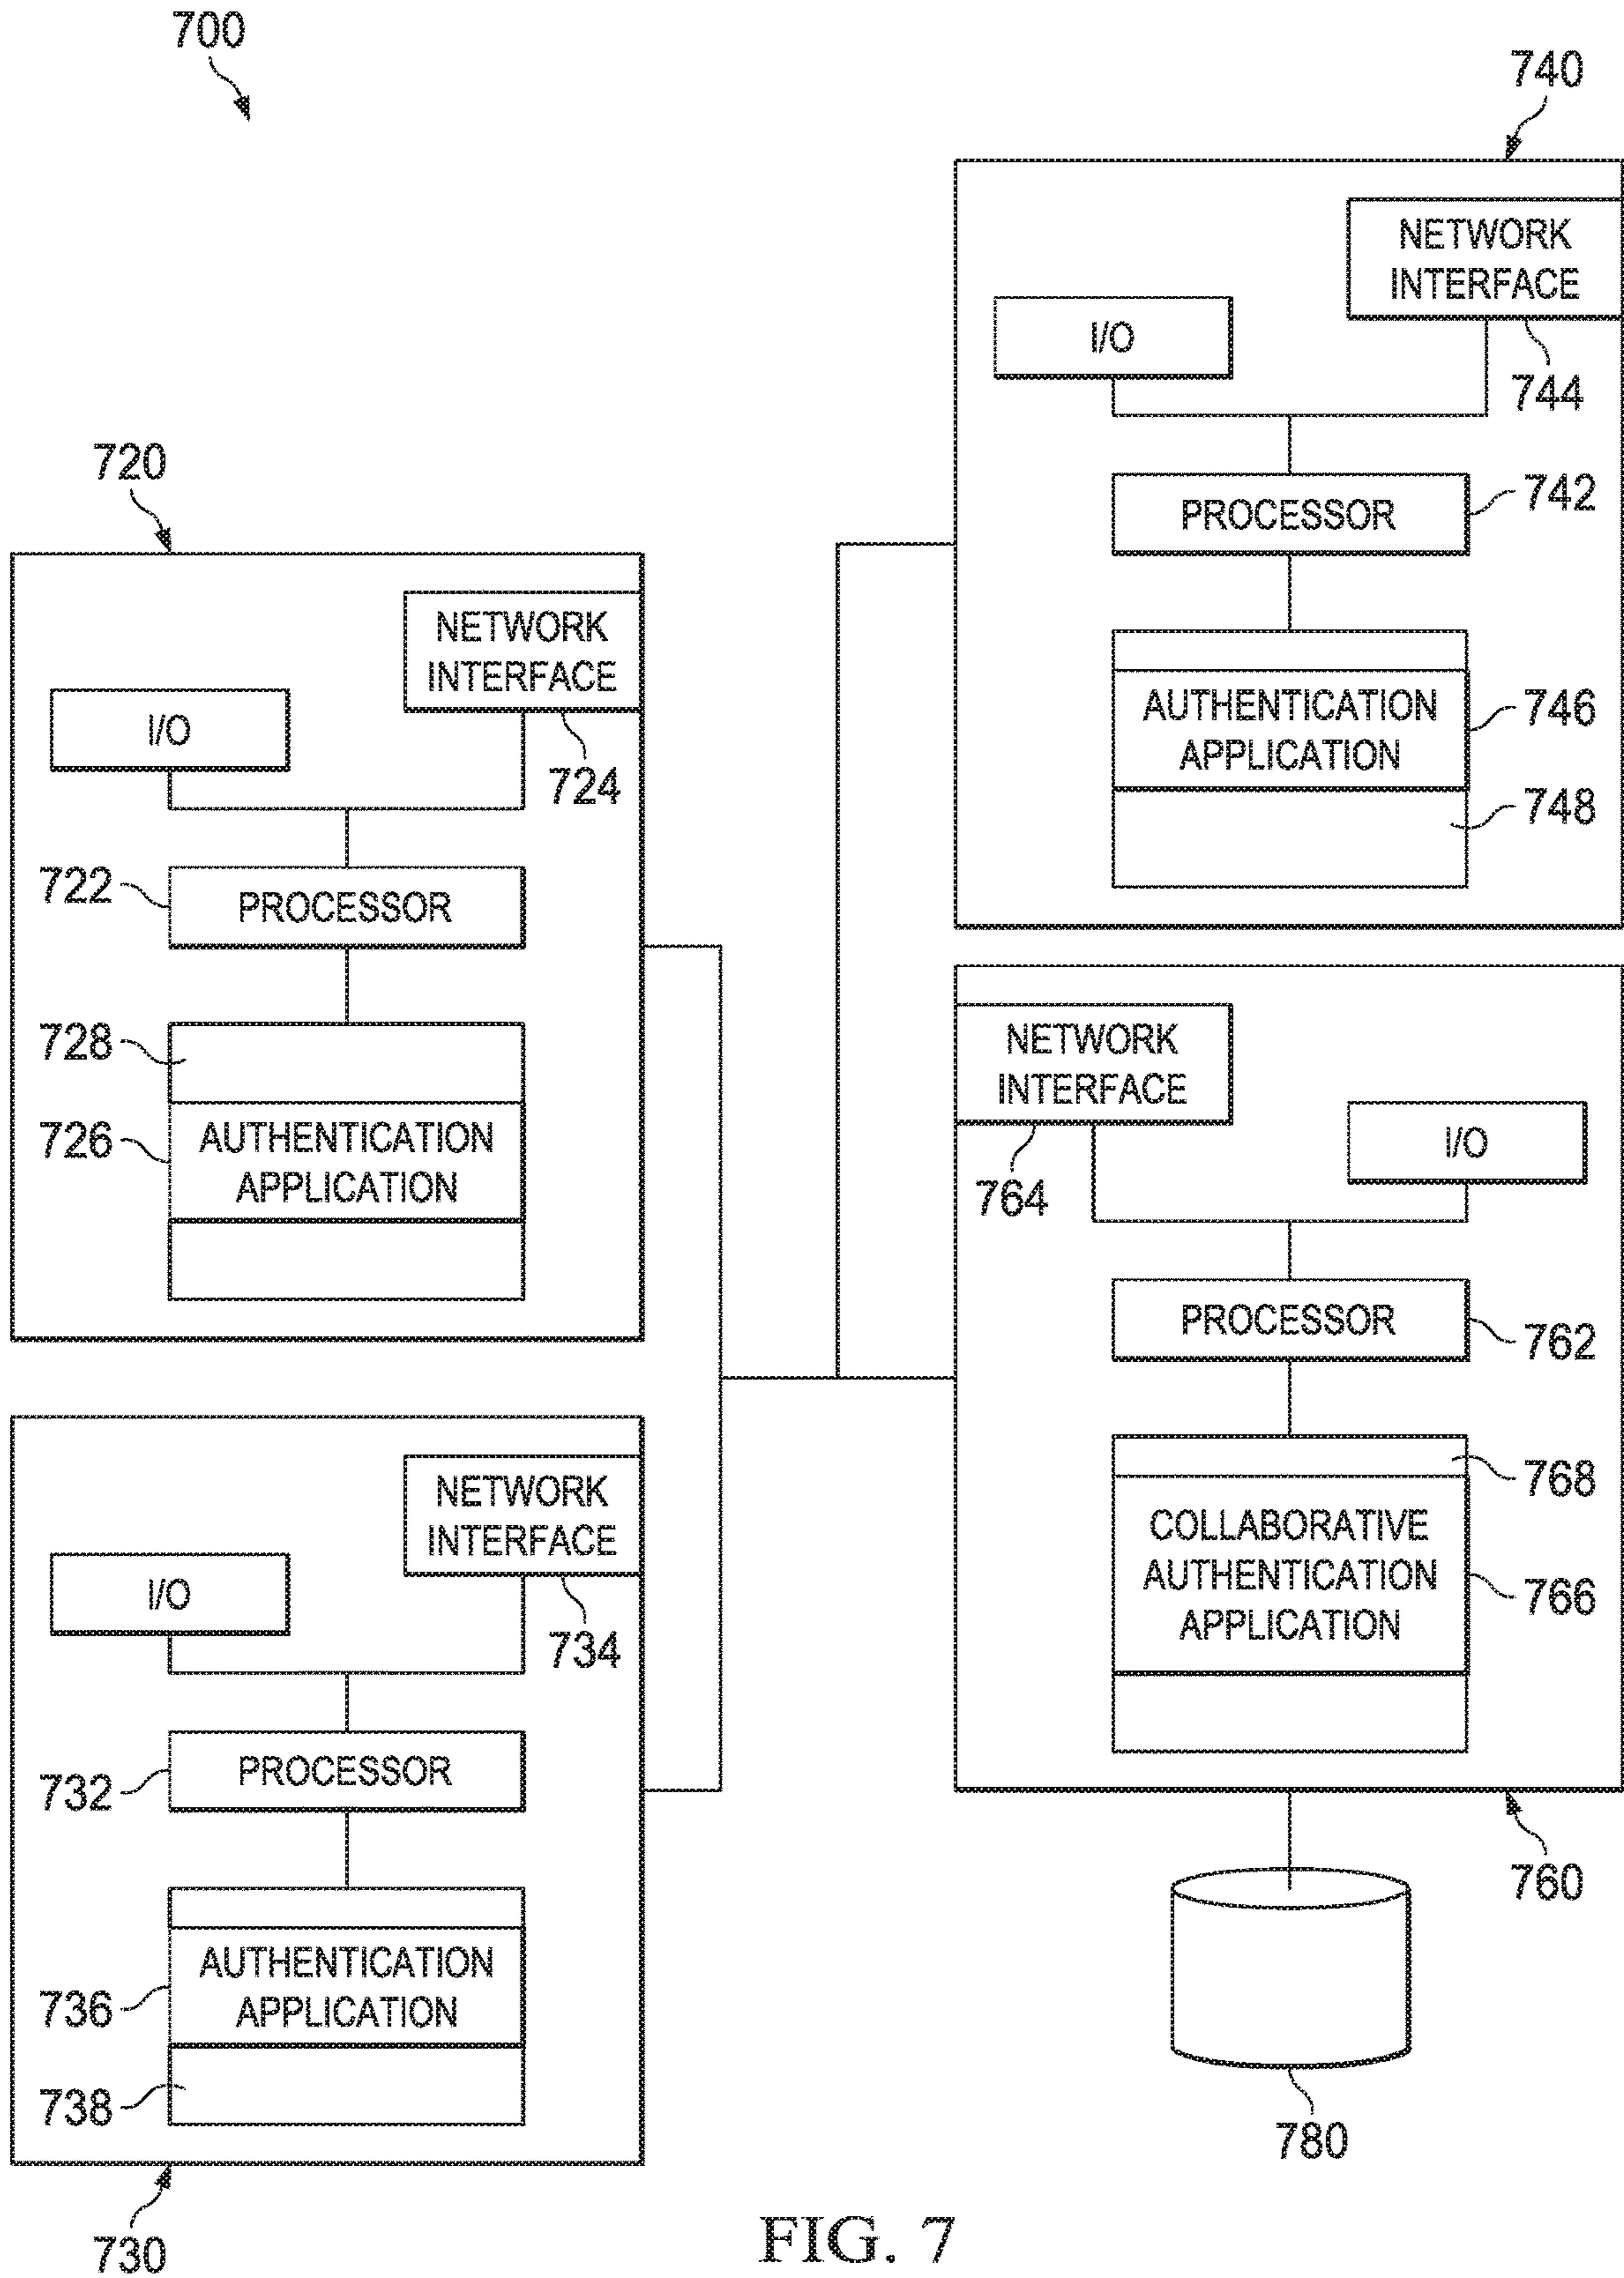 700
740
NETWORK
INTERFACE
I/O
744
PROCESSOR
742
AUTHENTICATION
APPLICATION
746
748
720
NETWORK
INTERFACE
I/O
724
722
PROCESSOR
728
726
AUTHENTICATION
APPLICATION
NETWORK
INTERFACE
I/O
764
PROCESSOR
762
768
COLLABORATIVE
AUTHENTICATION
APPLICATION
766
760
780
NETWORK
INTERFACE
I/O
734
732
PROCESSOR
736
AUTHENTICATION
APPLICATION
738
730
FIG. 7